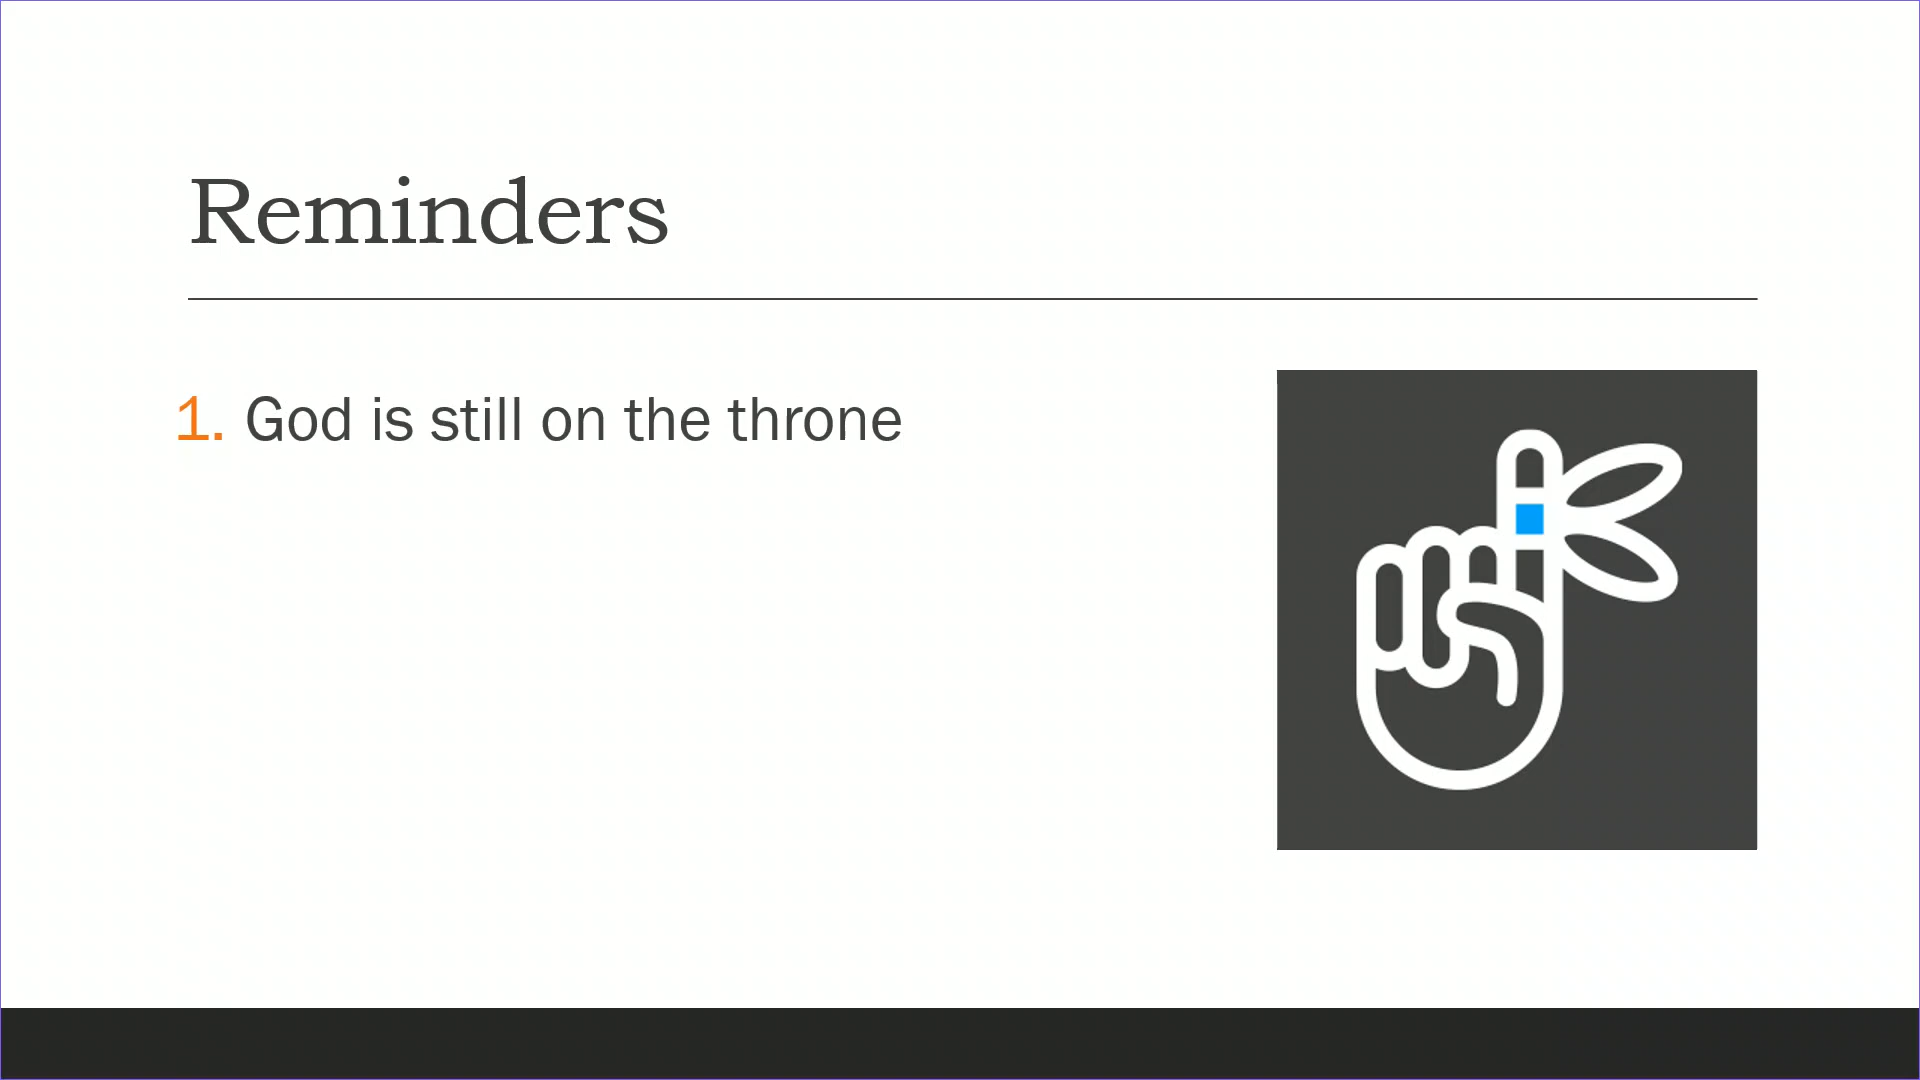 Reminders
1. God is still on the throne